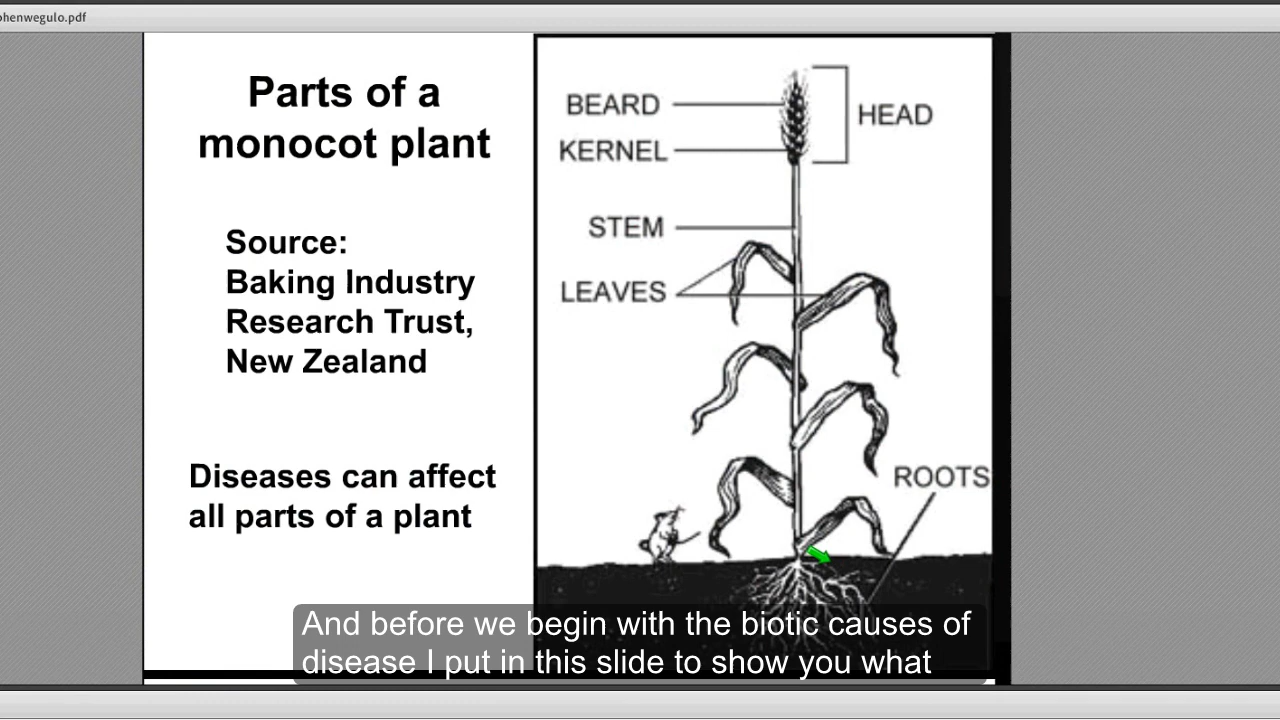 ohenwegulo.pdf
Parts of a
monocot plant
Source:
Baking Industry
Research Trust,
New Zealand
Diseases can affect
all parts of a plant
BEARD
KERNEL
HEAD
STEM
LEAVES
ROOTS
And before we begin with the biotic causes of
disease I put in this slide to show you what